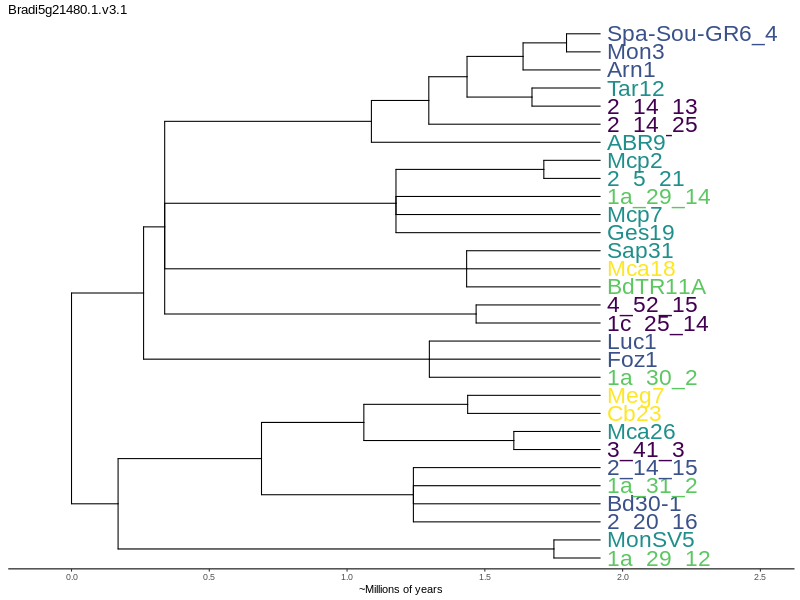 Bradi5g21480.1.v3.1
Spa-Sou-GR6_4
Mon3
Arn1
Tar12
2_14_13
2_14_25
ABR9
Mcp2
2_5_21
1a_29_14
Mcp7
Ges19
Sap31
Mca18
BdTR11A
4_52_15
1c_25_14
Luc1
Foz1
1a_30_2
Meg7
Cb23
Mca26
3_41_3
2_14_15
1a_31_2
Bd30-1
2_20_16
MonSV5
1a_29_12
0.0 0.5 1.0 1.5 2.0 2.5
~Millions of years